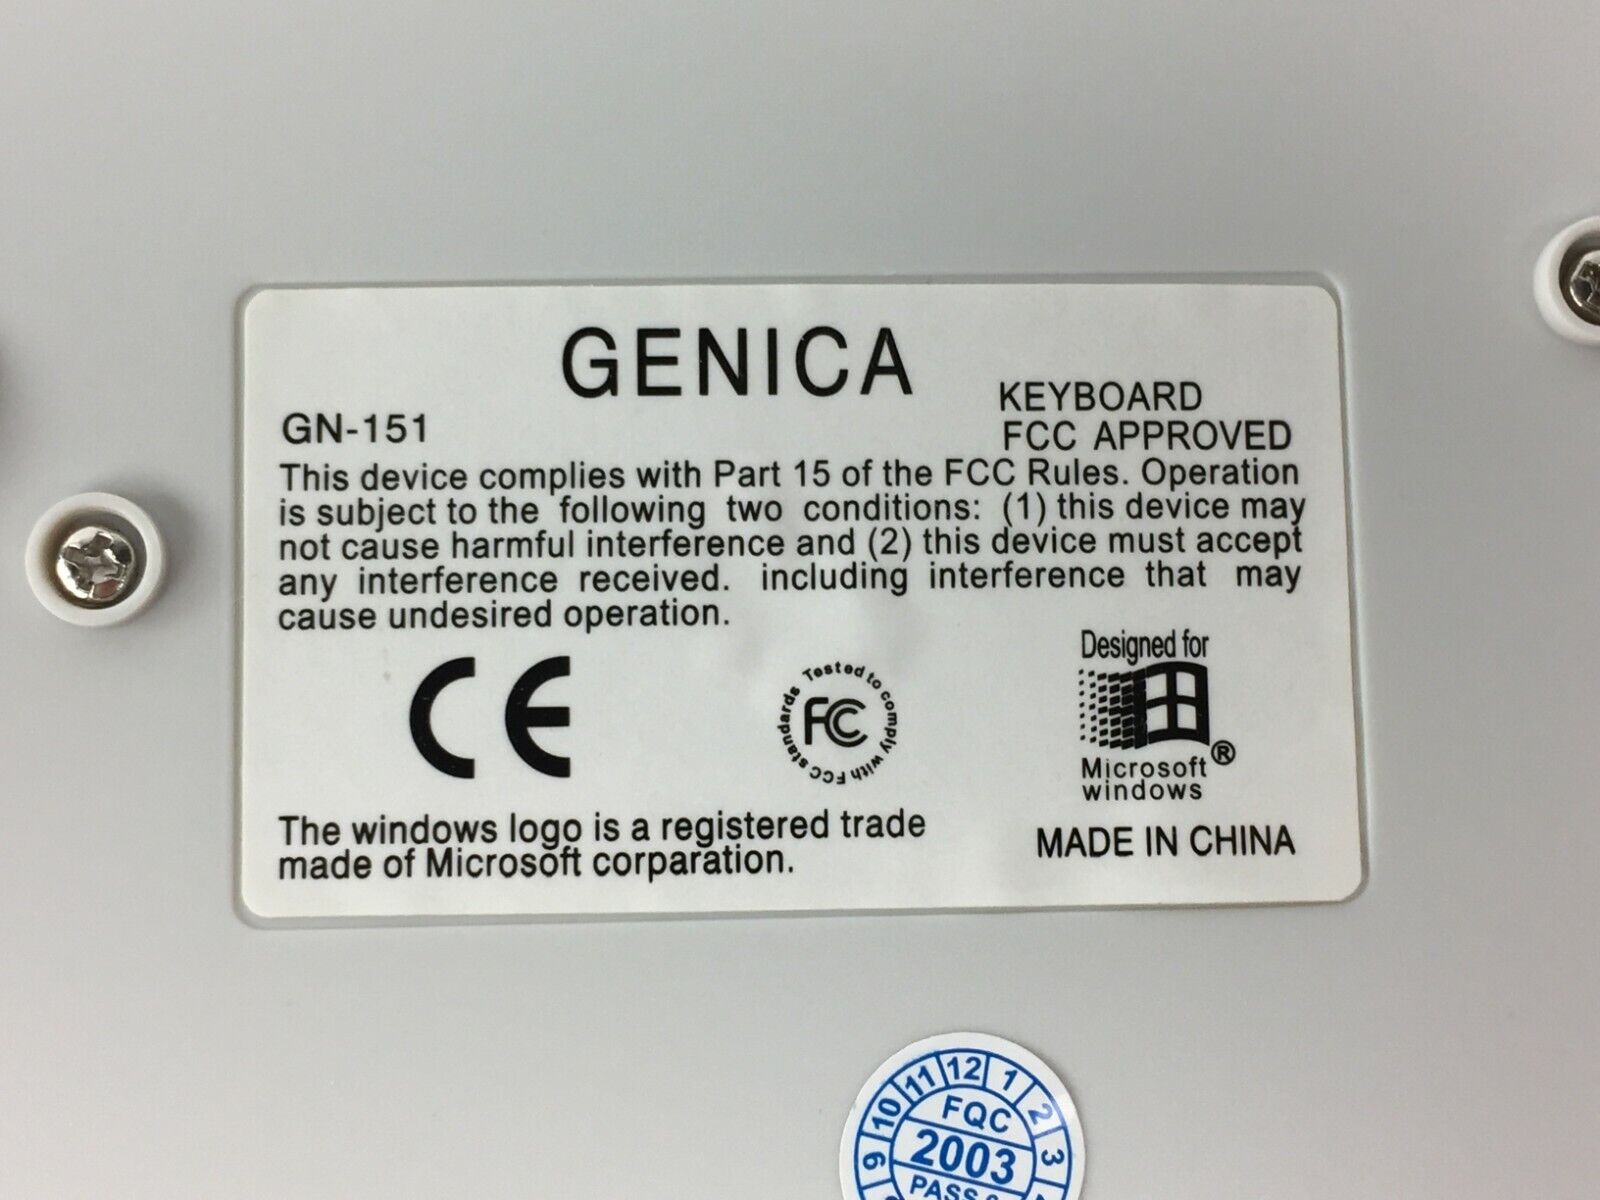 GENICA
GN-151
KEYBOARD
FCC APPROVED
This device complies with Part 15 of the FCC Rules. Operation
is subject to the following two conditions: (1) this device may
not cause harmful interference and (2) this device must accept
any interference received. including interference that may
cause undesired operation.
CE
Tested to comply with FCC standards
FC
Designed for
Microsoft ®
windows
The windows logo is a registered trade
made of Microsoft corparation.
MADE IN CHINA
9 10 11 12 1 2 3
FQC
2003
PASS